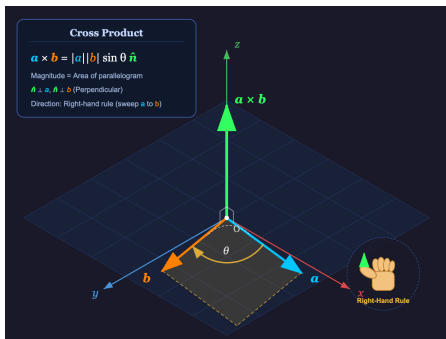 Cross Product
a × b = |a||b| sin θ n̂
Magnitude = Area of parallelogram
n̂ ⊥ a, n̂ ⊥ b (Perpendicular)
Direction: Right-hand rule (sweep a to b)
z
a × b
O
θ
b
a
y
x
Right-Hand Rule